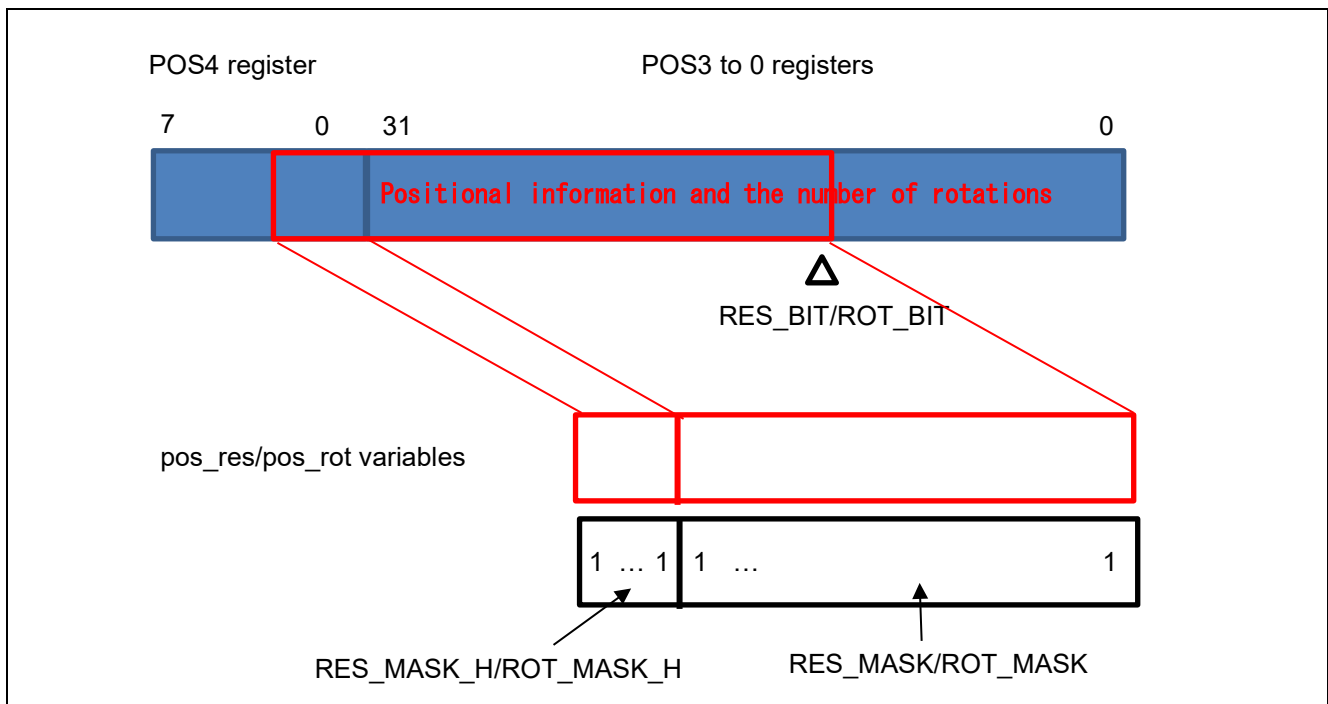 POS4 register POS3 to 0 registers
7 0 31 0
Positional information and the number of rotations
RES_BIT/ROT_BIT
pos_res/pos_rot variables
1 … 1 1 … 1
RES_MASK_H/ROT_MASK_H RES_MASK/ROT_MASK